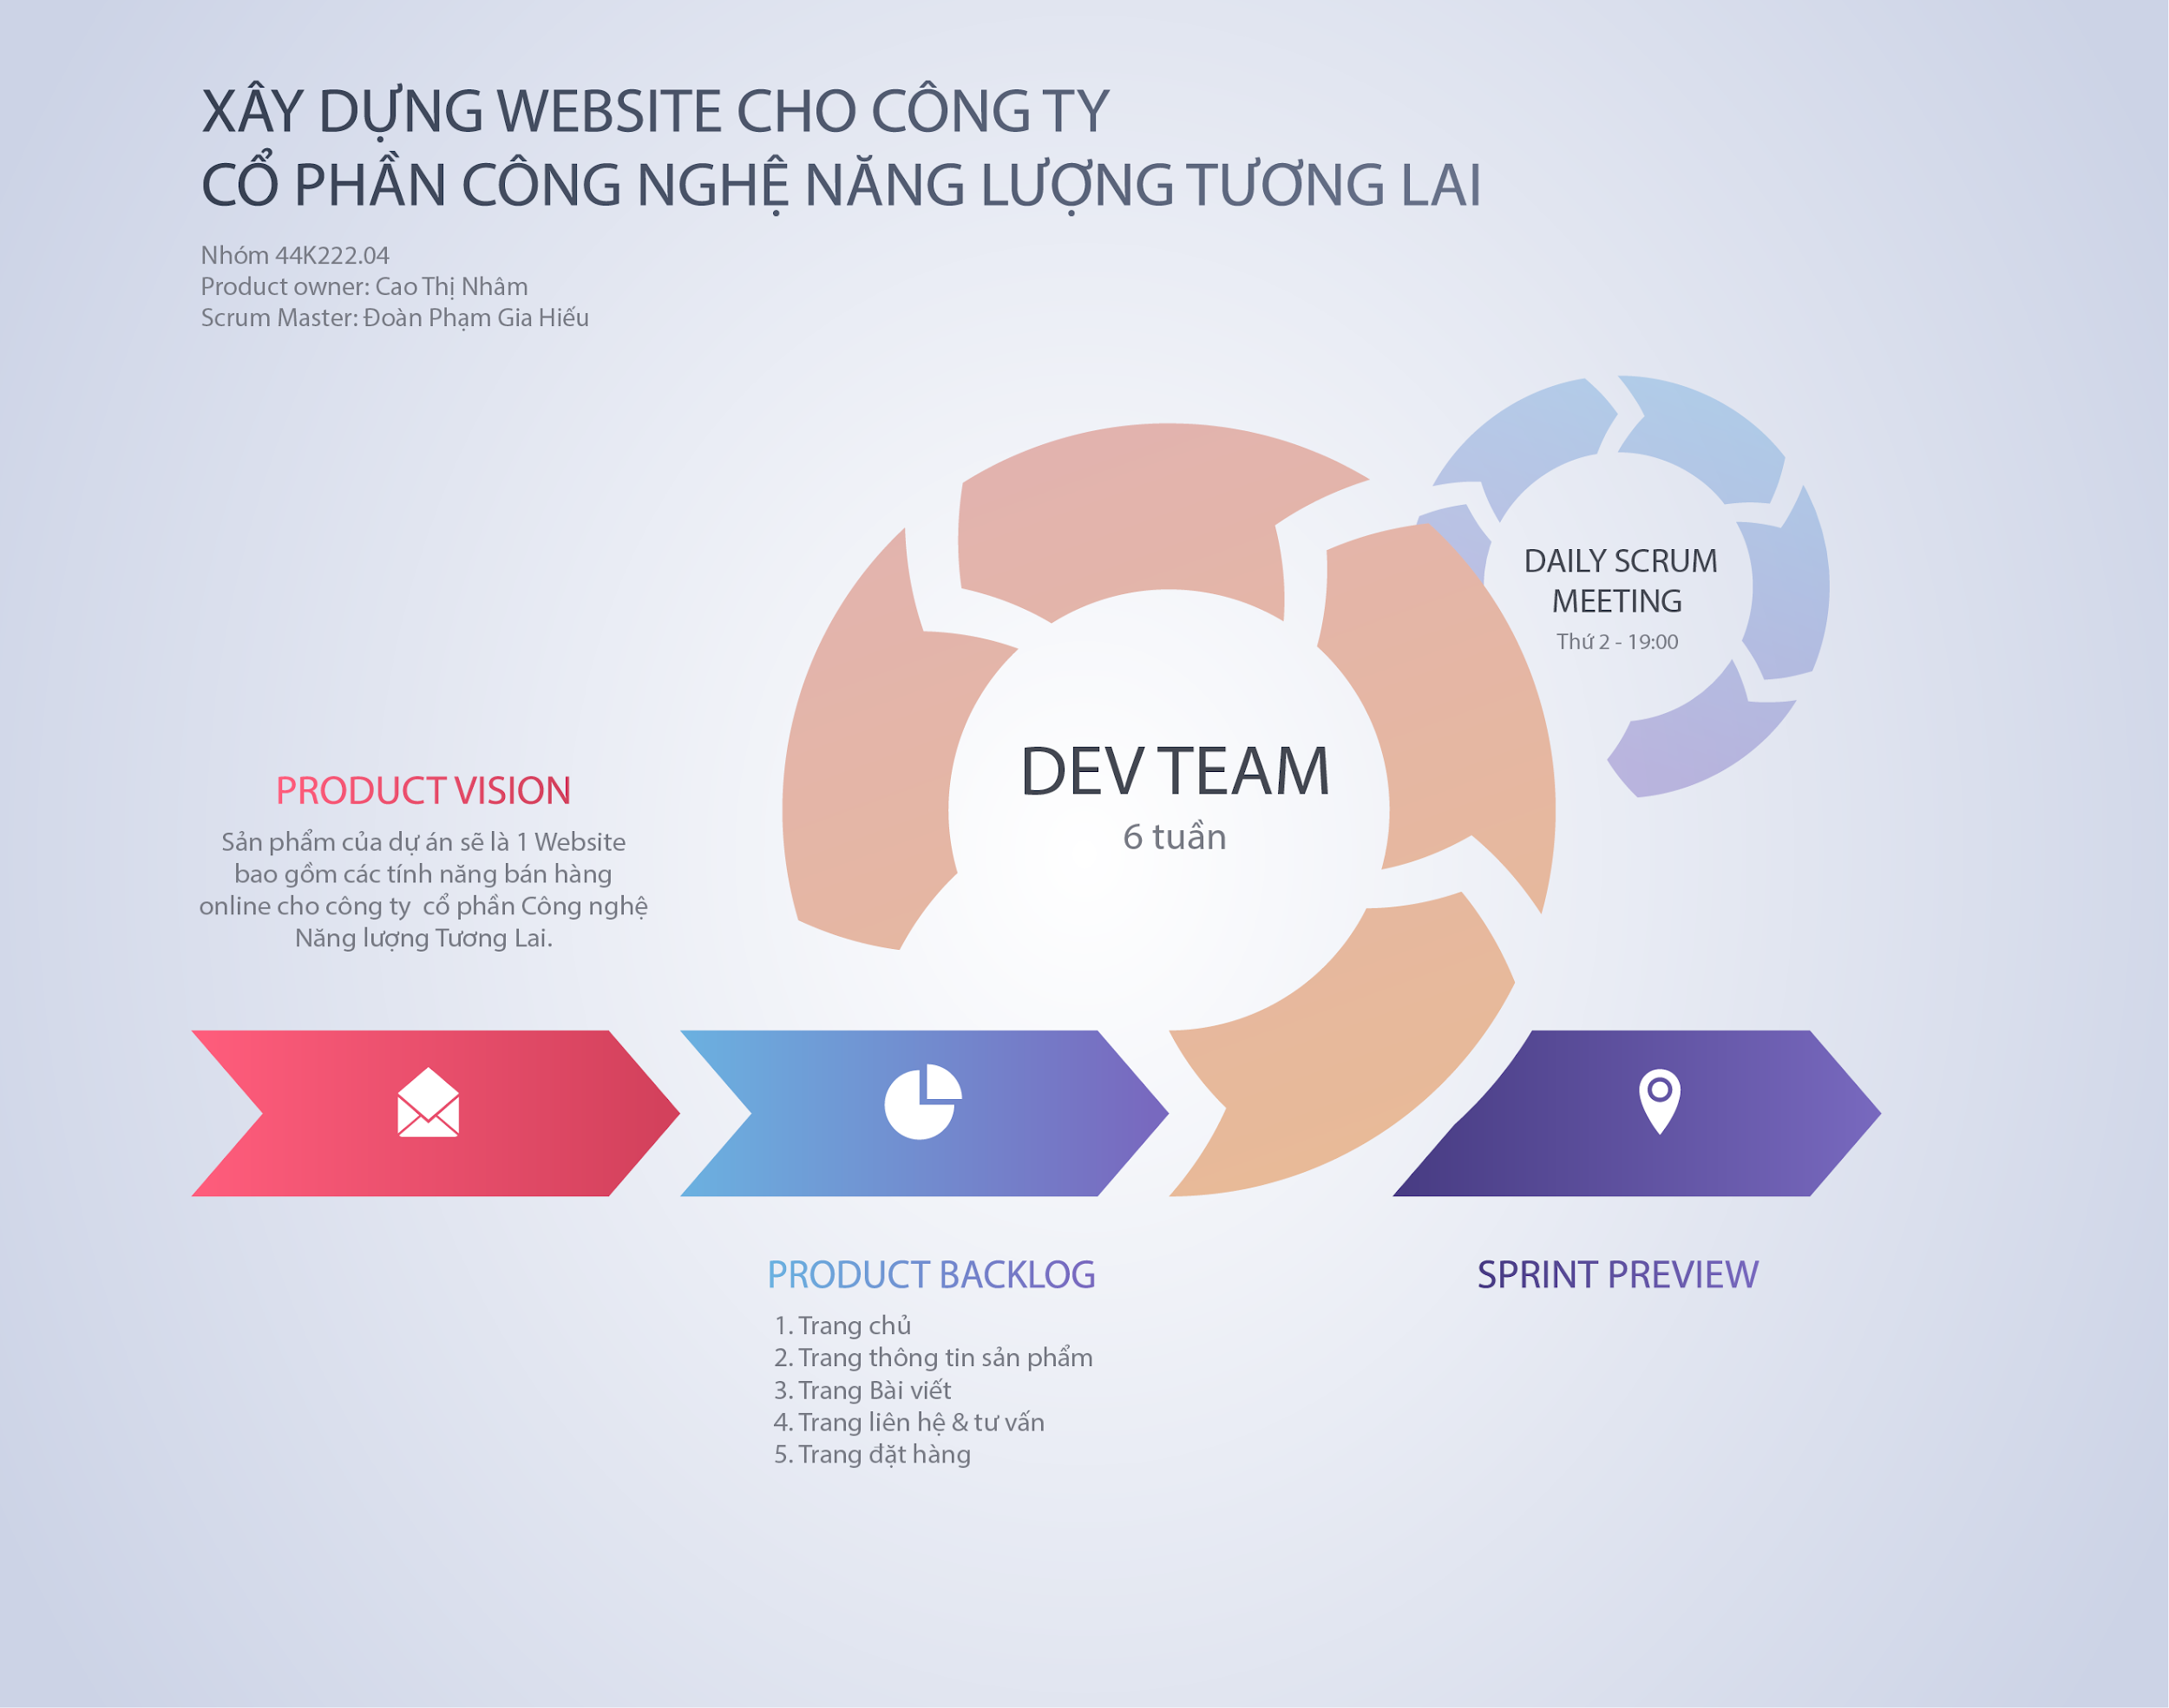 XÂY DỰNG WEBSITE CHO CÔNG TY
CỔ PHẦN CÔNG NGHỆ NĂNG LƯỢNG TƯƠNG LAI
Nhóm 44K222.04
Product owner: Cao Thị Nhâm
Scrum Master: Đoàn Phạm Gia Hiếu
DAILY SCRUM
MEETING
Thứ 2 - 19:00
DEV TEAM
6 tuần
PRODUCT VISION
Sản phẩm của dự án sẽ là 1 Website
bao gồm các tính năng bán hàng
online cho công ty cổ phần Công nghệ
Năng lượng Tương Lai.
PRODUCT BACKLOG
1. Trang chủ
2. Trang thông tin sản phẩm
3. Trang Bài viết
4. Trang liên hệ & tư vấn
5. Trang đặt hàng
SPRINT PREVIEW